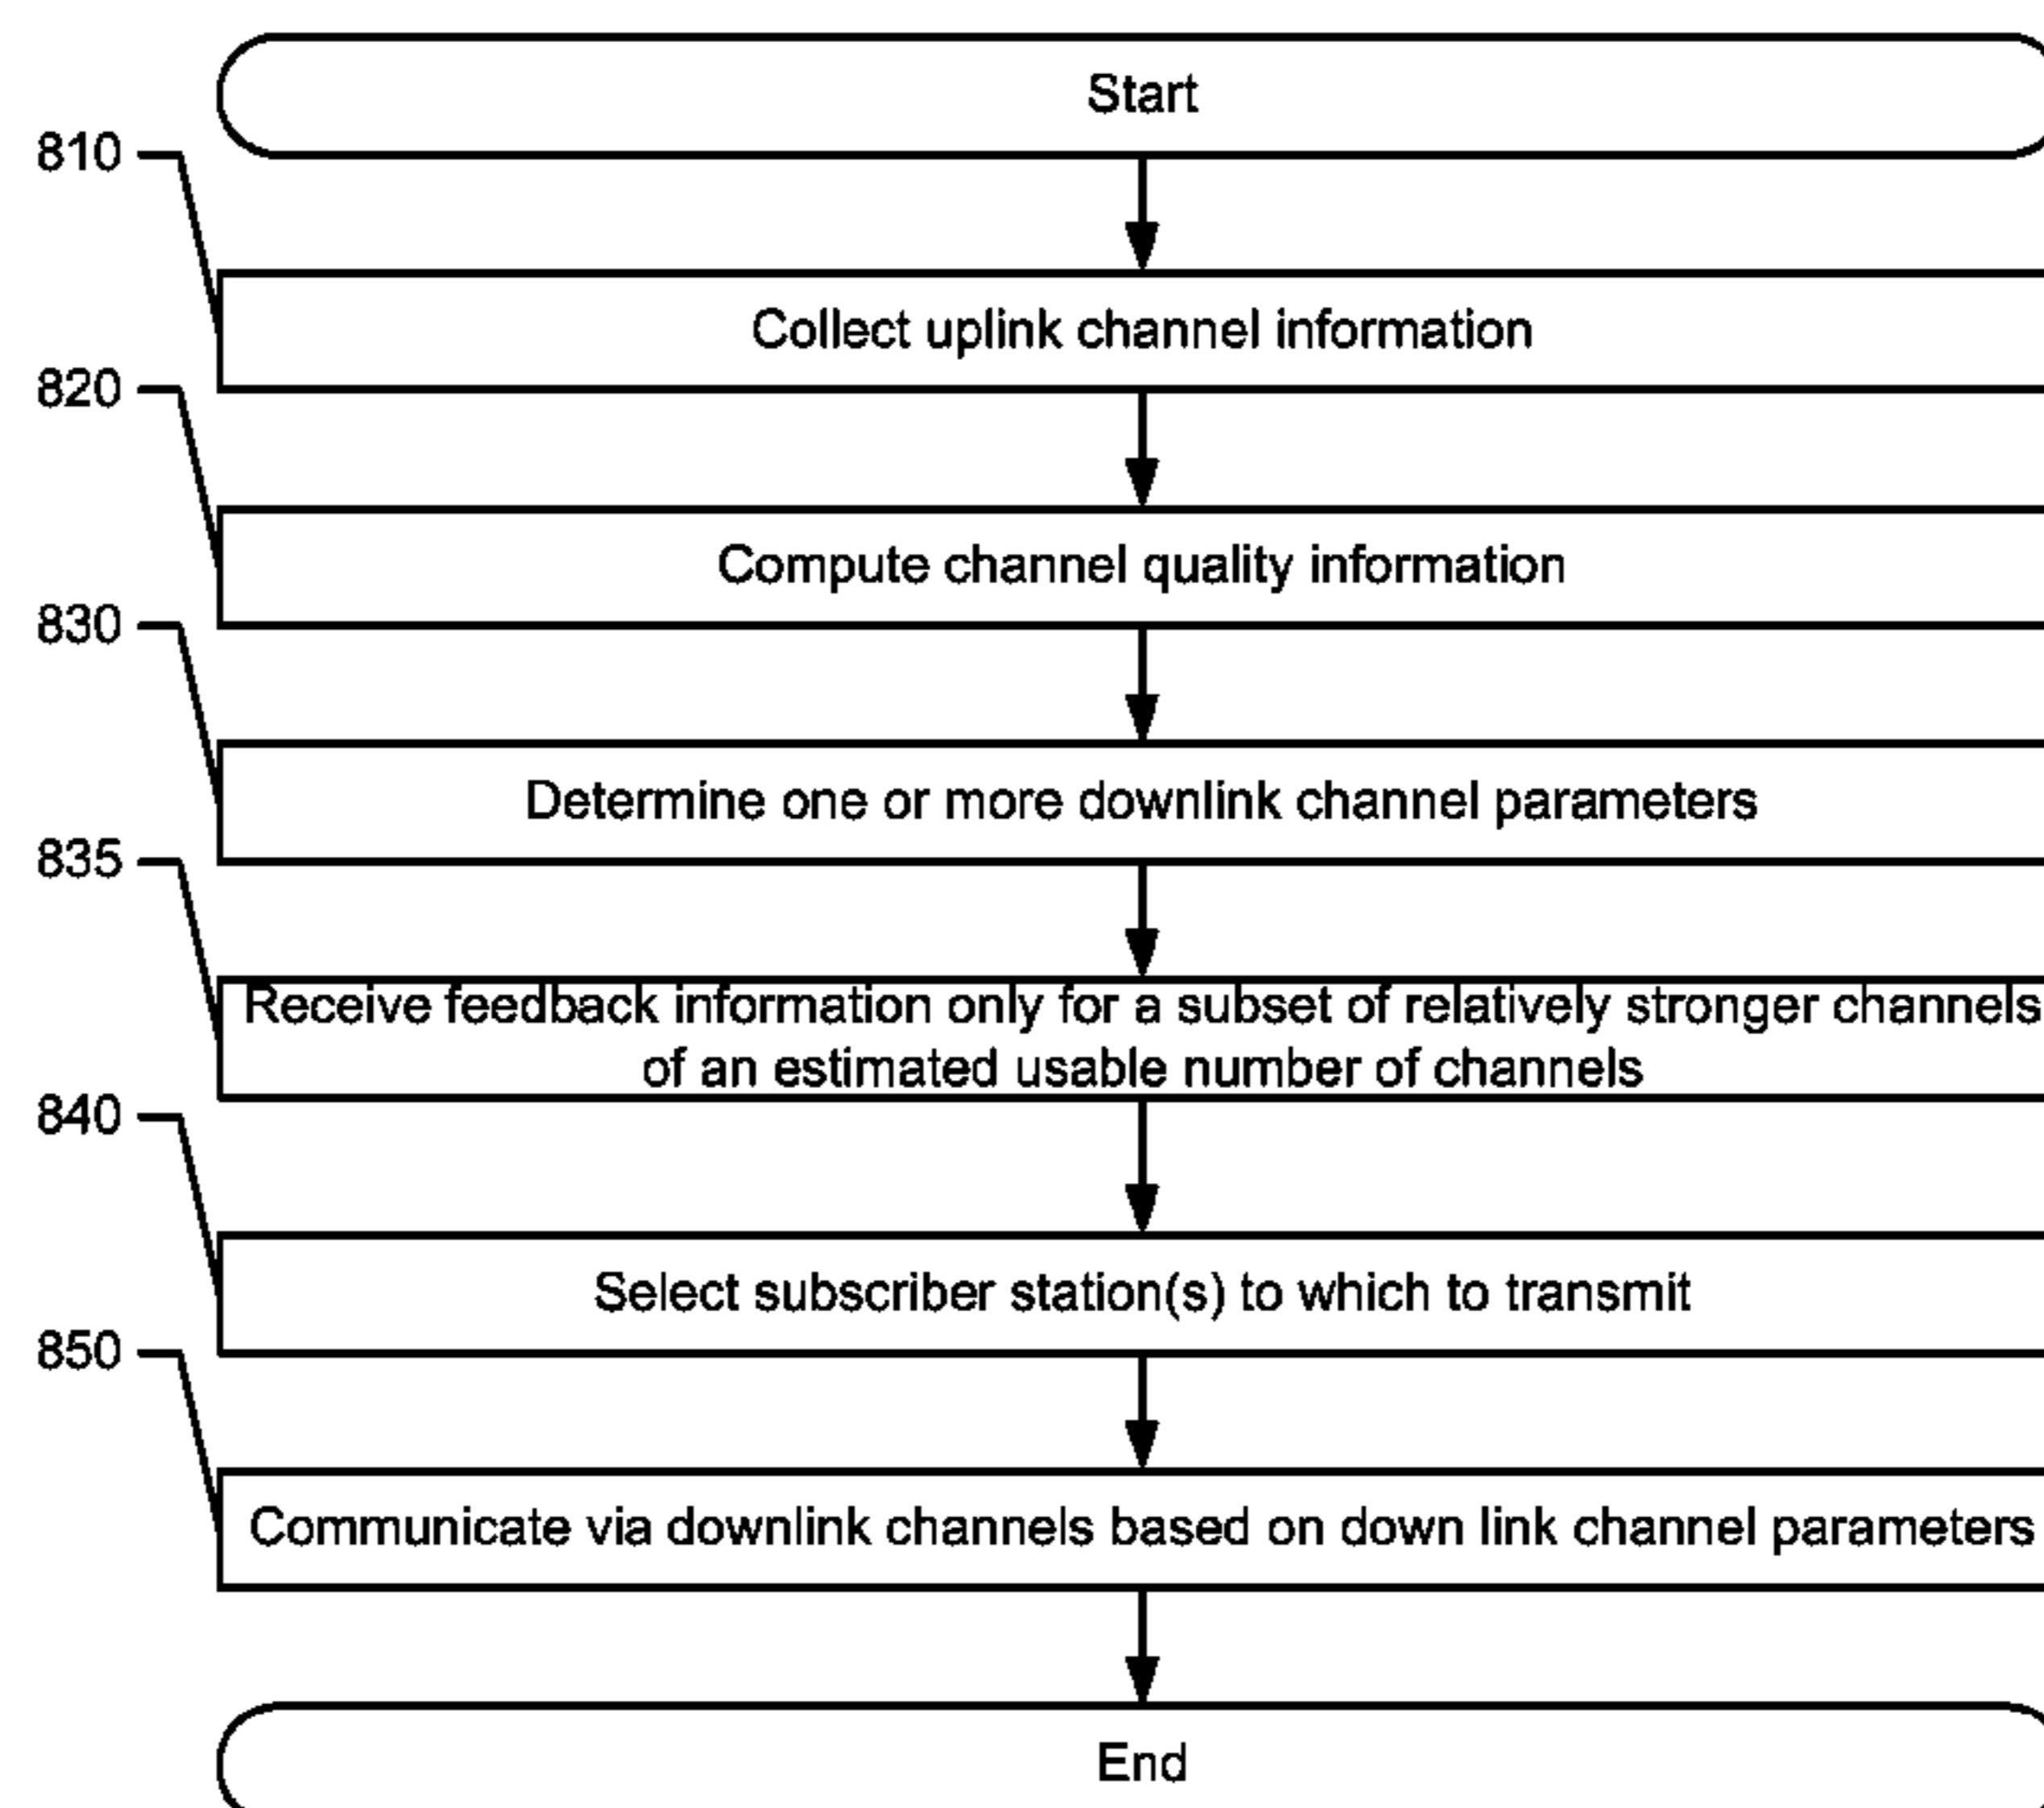 Start
810
Collect uplink channel information
820
Compute channel quality information
830
Determine one or more downlink channel parameters
835
Receive feedback information only for a subset of relatively stronger channels
of an estimated usable number of channels
840
Select subscriber station(s) to which to transmit
850
Communicate via downlink channels based on down link channel parameters
End